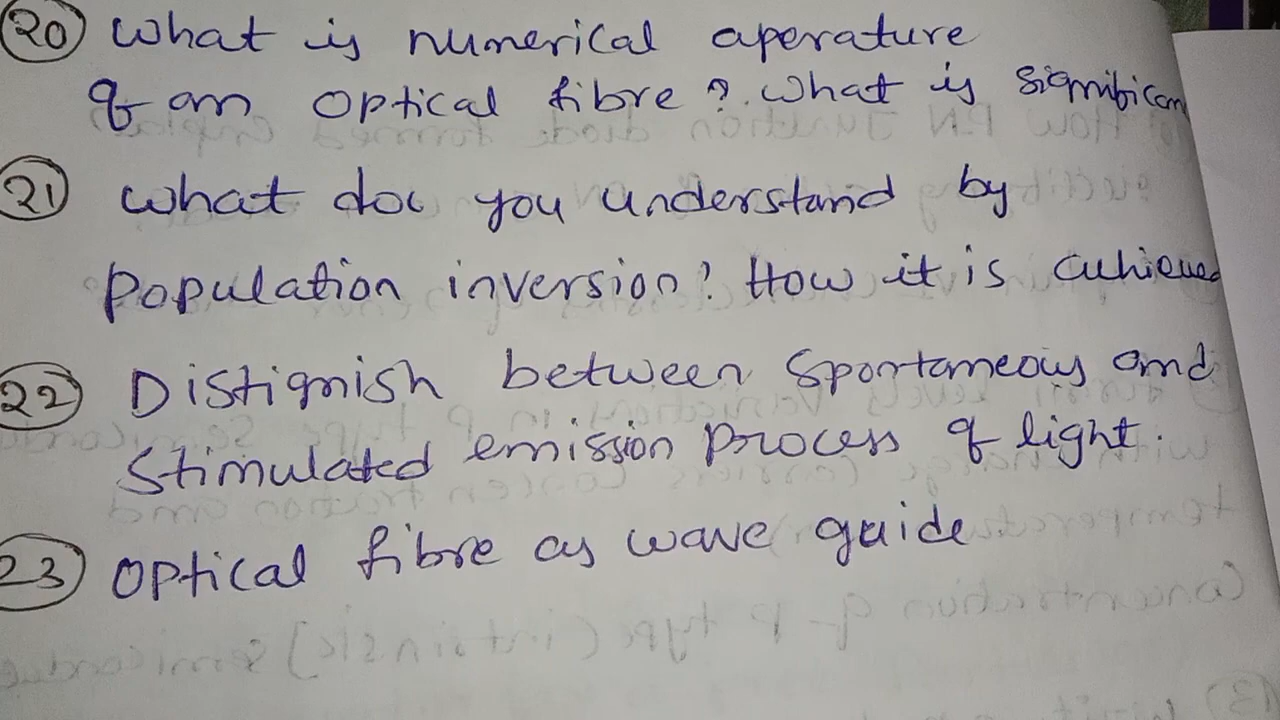 20 What is numerical aperature
of an optical fibre? What is
21 What do you understand by
Population inversion? How it is achieved
22 Distignish between spontaneous and
stimulated emission process of light.
23 optical fibre as wave guide